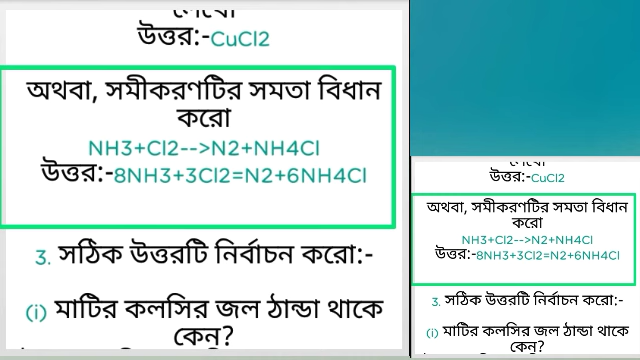 উত্তর:-CuCl2
অথবা, সমীকরণটির সমতা বিধান
করো
NH3+Cl2-->N2+NH4Cl
উত্তর:-8NH3+3Cl2=N2+6NH4Cl
3. সঠিক উত্তরটি নির্বাচন করো:-
(i) মাটির কলসির জল ঠান্ডা থাকে
কেন?
উত্তর:-CuCl2
অথবা, সমীকরণটির সমতা বিধান
করো
NH3+Cl2-->N2+NH4Cl
উত্তর:-8NH3+3Cl2=N2+6NH4Cl
3. সঠিক উত্তরটি নির্বাচন করো:-
(i) মাটির কলসির জল ঠান্ডা থাকে
কেন?